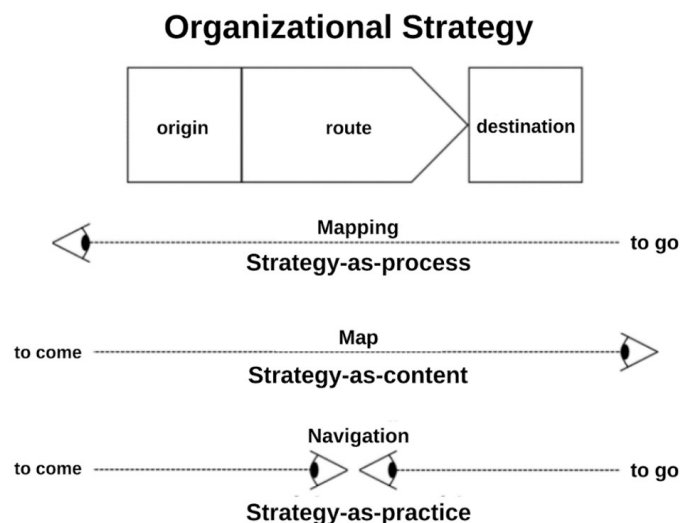 Organizational Strategy
origin
route
destination
Mapping
to go
Strategy-as-process
Map
to come
Strategy-as-content
Navigation
to come
to go
Strategy-as-practice